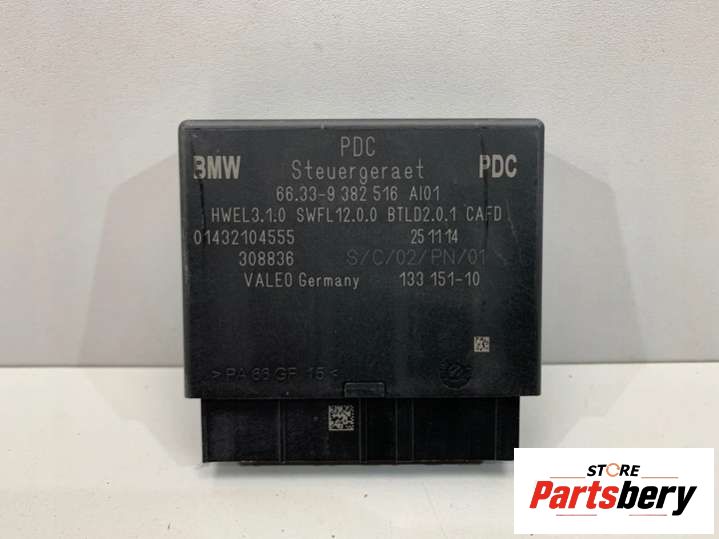 PDC
BMW Steuergeraet PDC
66.33-9 382 516 AI01
HWEL3.1.0 SWFL12.0.0 BTLD2.0.1 CAFD
01432104555 25 11 14
308836 S/C/02/PN/01
VALEO Germany 133 151-10
>PA 66 GF 15<
STORE
Partsbery